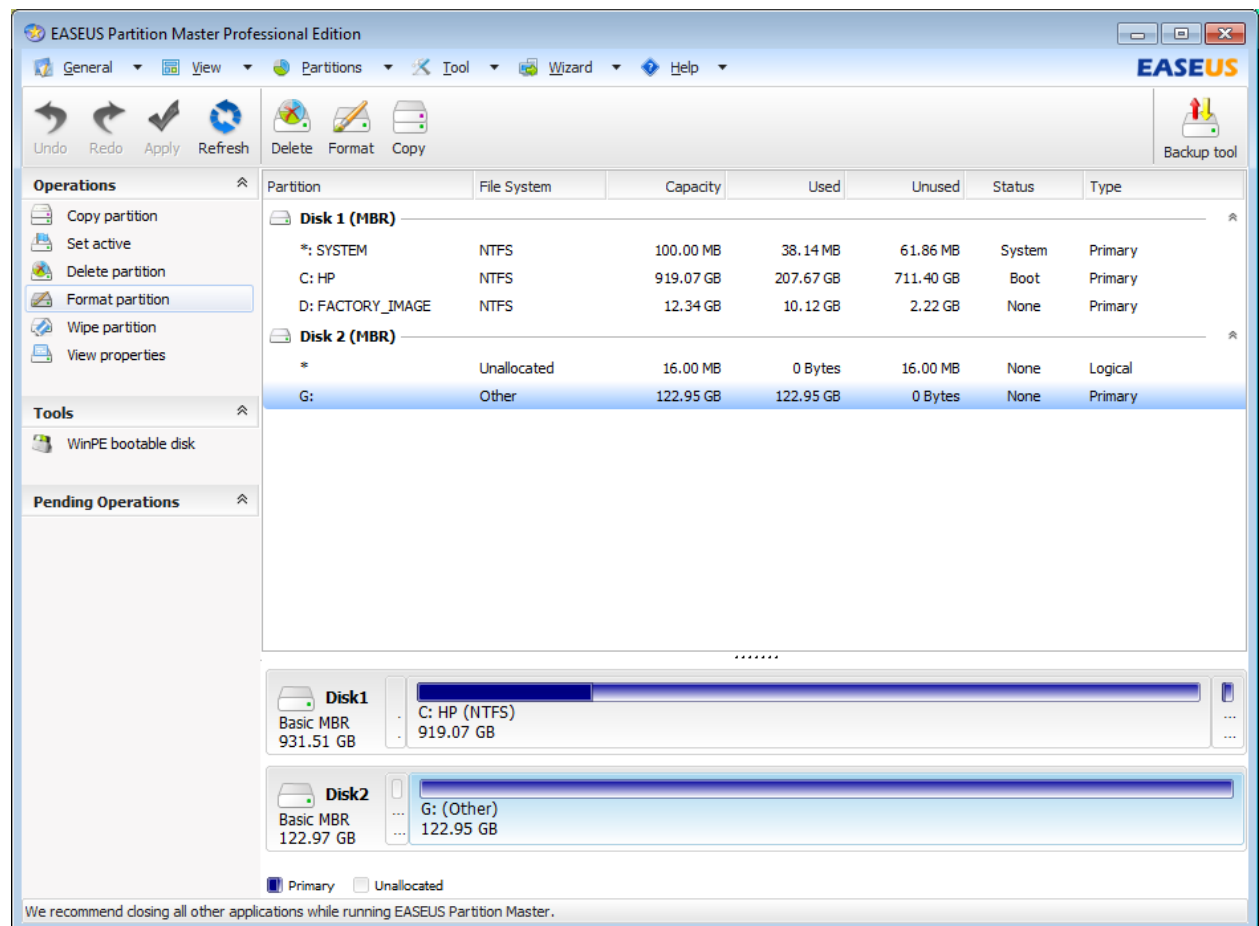 EASEUS Partition Master Professional Edition
General View Partitions Tool Wizard Help EASEUS
Undo Redo Apply Refresh Delete Format Copy Backup tool
Operations
Copy partition
Set active
Delete partition
Format partition
Wipe partition
View properties
Tools
WinPE bootable disk
Pending Operations
Partition File System Capacity Used Unused Status Type
Disk 1 (MBR)
*: SYSTEM NTFS 100.00 MB 38.14 MB 61.86 MB System Primary
C: HP NTFS 919.07 GB 207.67 GB 711.40 GB Boot Primary
D: FACTORY_IMAGE NTFS 12.34 GB 10.12 GB 2.22 GB None Primary
Disk 2 (MBR)
* Unallocated 16.00 MB 0 Bytes 16.00 MB None Logical
G: Other 122.95 GB 122.95 GB 0 Bytes None Primary
Disk1
Basic MBR
931.51 GB
. 
.
C: HP (NTFS)
919.07 GB
...
...
Disk2
Basic MBR
122.97 GB
...
...
G: (Other)
122.95 GB
Primary Unallocated
We recommend closing all other applications while running EASEUS Partition Master.